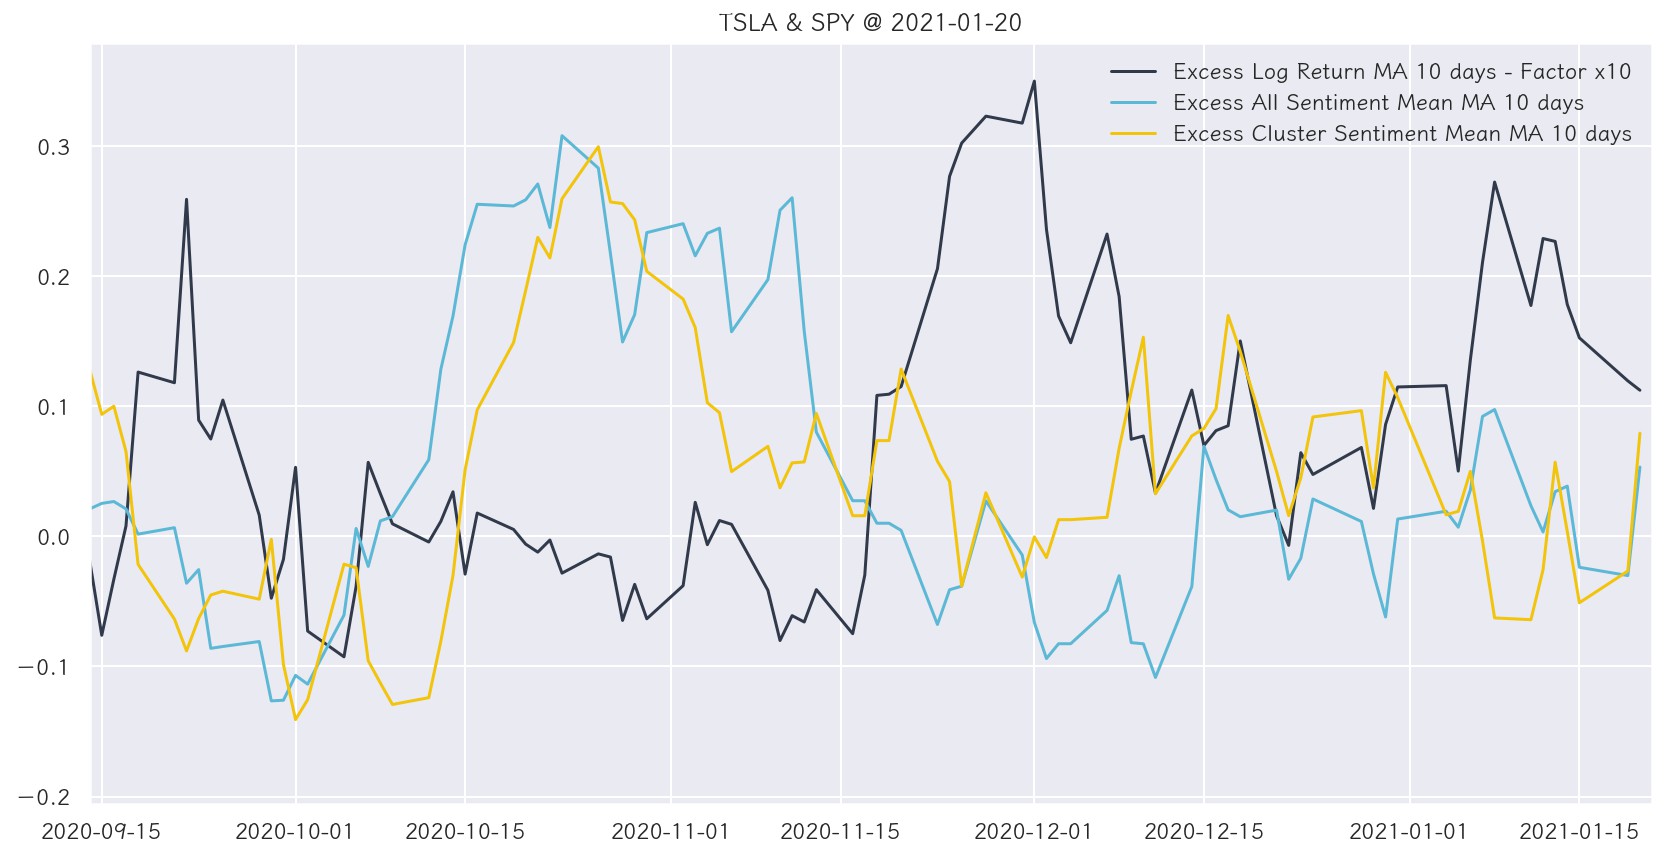 TSLA & SPY @ 2021-01-20
Excess Log Return MA 10 days - Factor x10
Excess All Sentiment Mean MA 10 days
Excess Cluster Sentiment Mean MA 10 days
0.3
0.2
0.1
0.0
−0.1
−0.2
2020-09-15 2020-10-01 2020-10-15 2020-11-01 2020-11-15 2020-12-01 2020-12-15 2021-01-01 2021-01-15